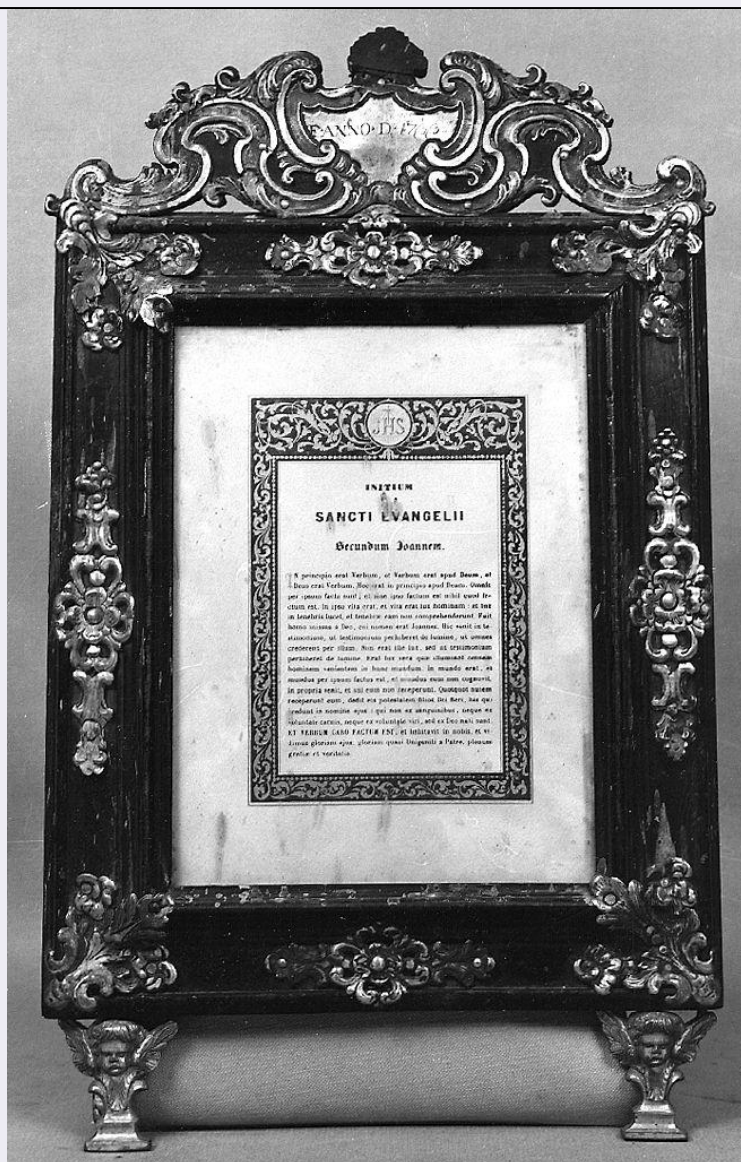 F·ANNO·D·
JHS
INITIUM
SANCTI EVANGELII
Secundum Joannem.
IN principio erat Verbum, et Verbum erat apud Deum, et
Deus erat Verbum. Hoc erat in principio apud Deum. Omnia
per ipsum facta sunt, et sine ipso factum est nihil quod fa-
ctum est. In ipso vita erat, et vita erat lux hominum : et lux
in tenebris lucet, et tenebræ eam non comprehenderunt. Fuit
homo missus a Deo, cui nomen erat Joannes. Hic venit in te-
stimonium, ut testimonium perhiberet de lumine, ut omnes
crederent per illum. Non erat ille lux, sed ut testimonium
perhiberet de lumine. Erat lux vera quæ illuminat omnem
hominem venientem in hunc mundum. In mundo erat, et
mundus per ipsum factus est, et mundus eum non cognovit.
In propria venit, et sui eum non receperunt. Quotquot autem
receperunt eum, dedit eis potestatem filios Dei fieri, his qui
credunt in nomine ejus : qui non ex sanguinibus, neque ex
voluntate carnis, neque ex voluntate viri, sed ex Deo nati sunt.
ET VERBUM CARO FACTUM EST, et habitavit in nobis, et vi-
dimus gloriam ejus, gloriam quasi Unigeniti a Patre, plenum
gratiæ et veritatis.